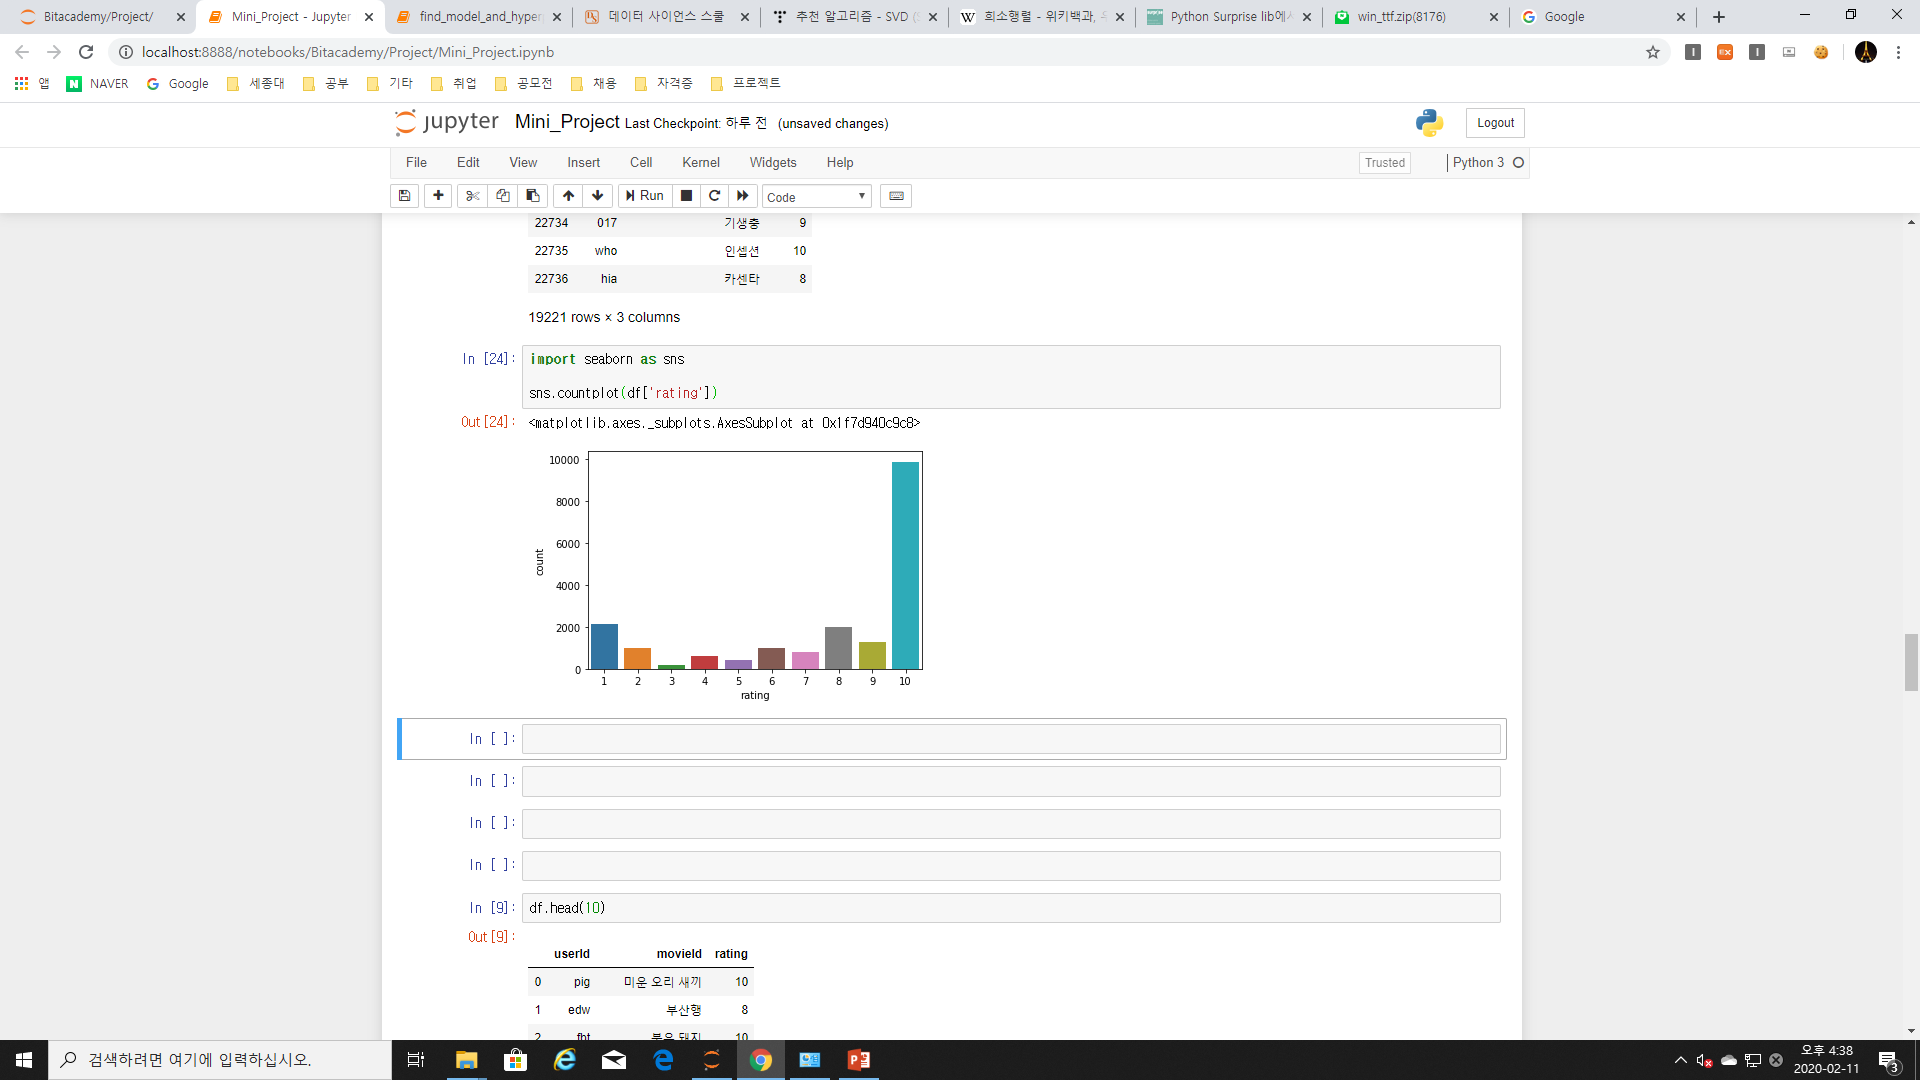 Bitacademy/Project/
Mini_Project - Jupyter
find_model_and_hyper
데이터 사이언스 스쿨
추천 알고리즘 - SVD
희소행렬 - 위키백과,
Python Surprise lib에서
win_ttf.zip(8176)
Google
localhost:8888/notebooks/Bitacademy/Project/Mini_Project.ipynb
앱 NAVER Google 세종대 공부 기타 취업 공모전 채용 자격증 프로젝트
jupyter Mini_Project Last Checkpoint: 하루 전 (unsaved changes)
Logout
File Edit View Insert Cell Kernel Widgets Help
Trusted Python 3
Run Code
22734 017 기생충 9
22735 who 인셉션 10
22736 hia 카센타 8
19221 rows × 3 columns
In [24]: import seaborn as sns
sns.countplot(df['rating'])
Out[24]: <matplotlib.axes._subplots.AxesSubplot at 0x1f7d940c9c8>
10000
8000
6000
4000
2000
0
count
1 2 3 4 5 6 7 8 9 10
rating
In [ ]:
In [ ]:
In [ ]:
In [ ]:
In [9]: df.head(10)
Out[9]:
userId movieId rating
0 pig 미운 오리 새끼 10
1 edw 부산행 8
2 fht 붉은 돼지 10
검색하려면 여기에 입력하십시오.
오후 4:38
2020-02-11
3